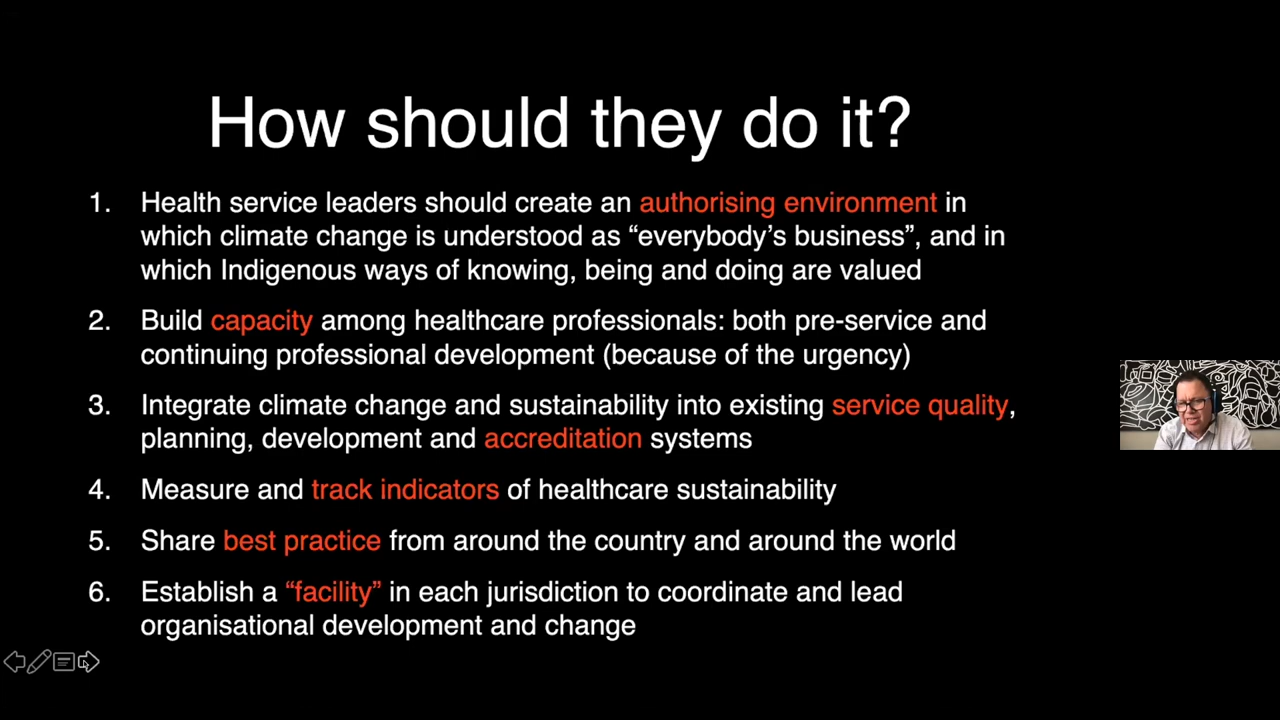 How should they do it?
1. Health service leaders should create an authorising environment in
which climate change is understood as “everybody’s business”, and in
which Indigenous ways of knowing, being and doing are valued
2. Build capacity among healthcare professionals: both pre-service and
continuing professional development (because of the urgency)
3. Integrate climate change and sustainability into existing service quality,
planning, development and accreditation systems
4. Measure and track indicators of healthcare sustainability
5. Share best practice from around the country and around the world
6. Establish a “facility” in each jurisdiction to coordinate and lead
organisational development and change